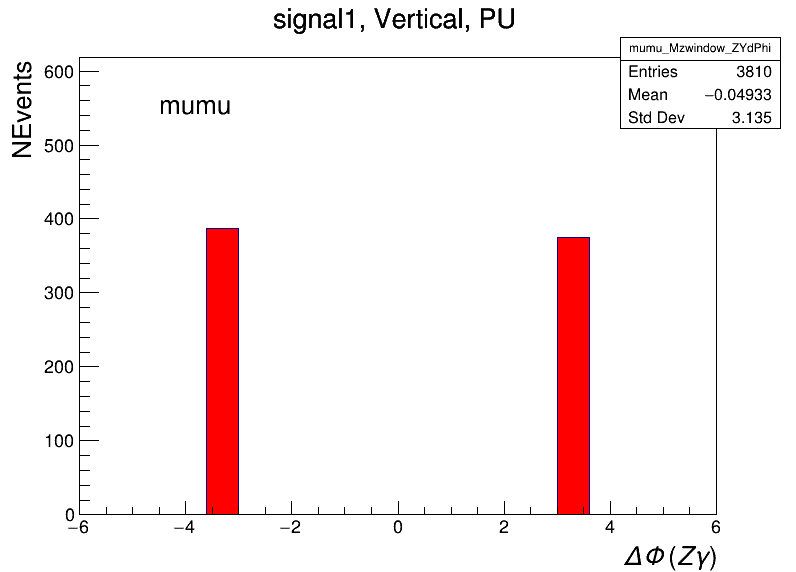 signal1, Vertical, PU
mumu_Mzwindow_ZYdPhi
Entries 3810
Mean −0.04933
Std Dev 3.135
NEvents
mumu
600
500
400
300
200
100
0
−6 −4 −2 0 2 4 6
ΔΦ(Zγ)